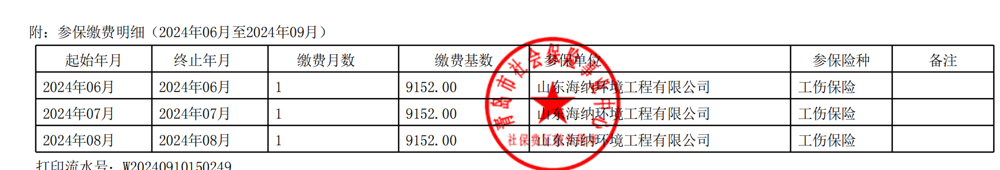 附：参保缴费明细（2024年06月至2024年09月）
起始年月 终止年月 缴费月数 缴费基数 参保单位 参保险种 备注
2024年06月 2024年06月 1 9152.00 山东海纳环境工程有限公司 工伤保险
2024年07月 2024年07月 1 9152.00 山东海纳环境工程有限公司 工伤保险
2024年08月 2024年08月 1 9152.00 山东海纳环境工程有限公司 工伤保险
打印流水号：W20240910150249
青岛市社会保险 中心
社保费